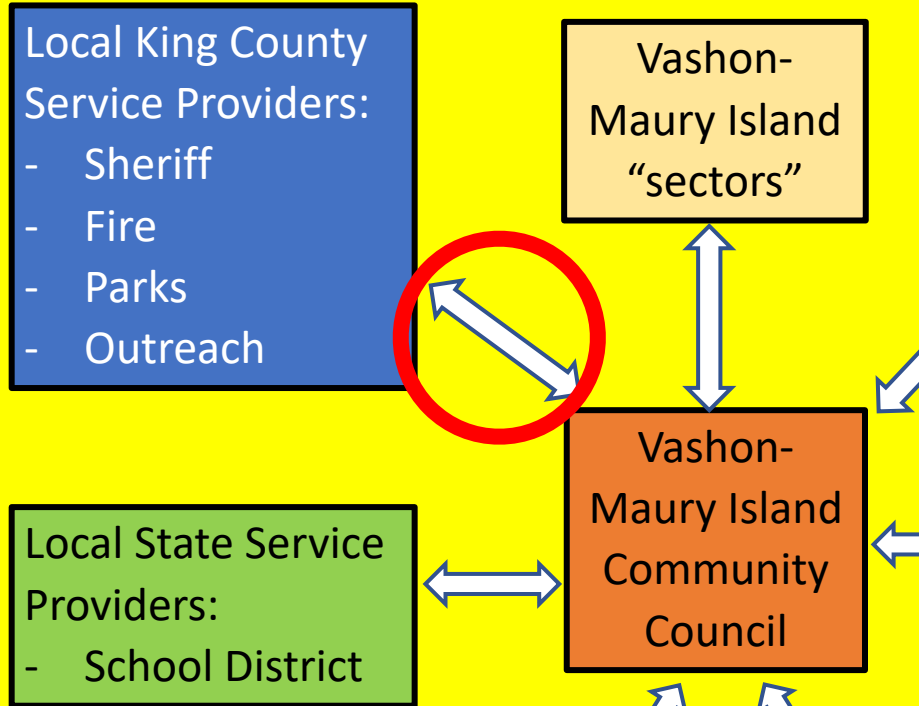 Local King County
Service Providers:
- Sheriff
- Fire
- Parks
- Outreach
Vashon-
Maury Island
“sectors”
Vashon-
Maury Island
Community
Council
Local State Service
Providers:
- School District